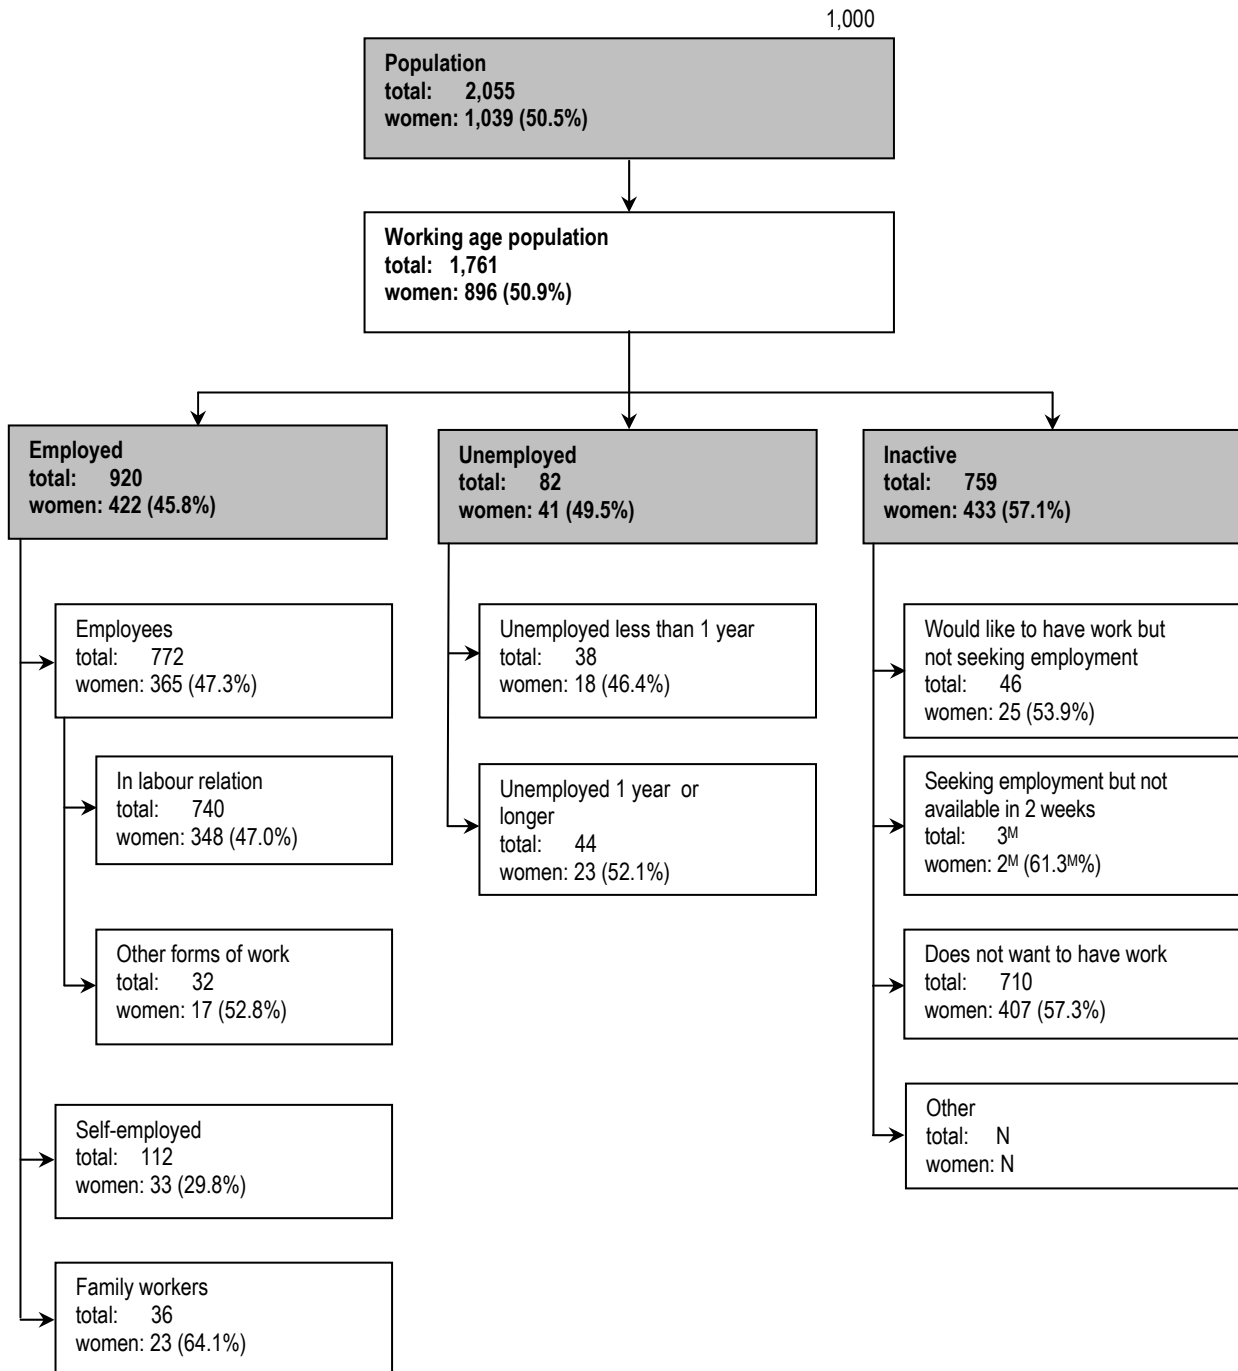 1,000
Population
total: 2,055
women: 1,039 (50.5%)
Working age population
total: 1,761
women: 896 (50.9%)
Employed
total: 920
women: 422 (45.8%)
Employees
total: 772
women: 365 (47.3%)
In labour relation
total: 740
women: 348 (47.0%)
Other forms of work
total: 32
women: 17 (52.8%)
Self-employed
total: 112
women: 33 (29.8%)
Family workers
total: 36
women: 23 (64.1%)
Unemployed
total: 82
women: 41 (49.5%)
Unemployed less than 1 year
total: 38
women: 18 (46.4%)
Unemployed 1 year or
longer
total: 44
women: 23 (52.1%)
Inactive
total: 759
women: 433 (57.1%)
Would like to have work but
not seeking employment
total: 46
women: 25 (53.9%)
Seeking employment but not
available in 2 weeks
total: 3ᴹ
women: 2ᴹ (61.3ᴹ%)
Does not want to have work
total: 710
women: 407 (57.3%)
Other
total: N
women: N